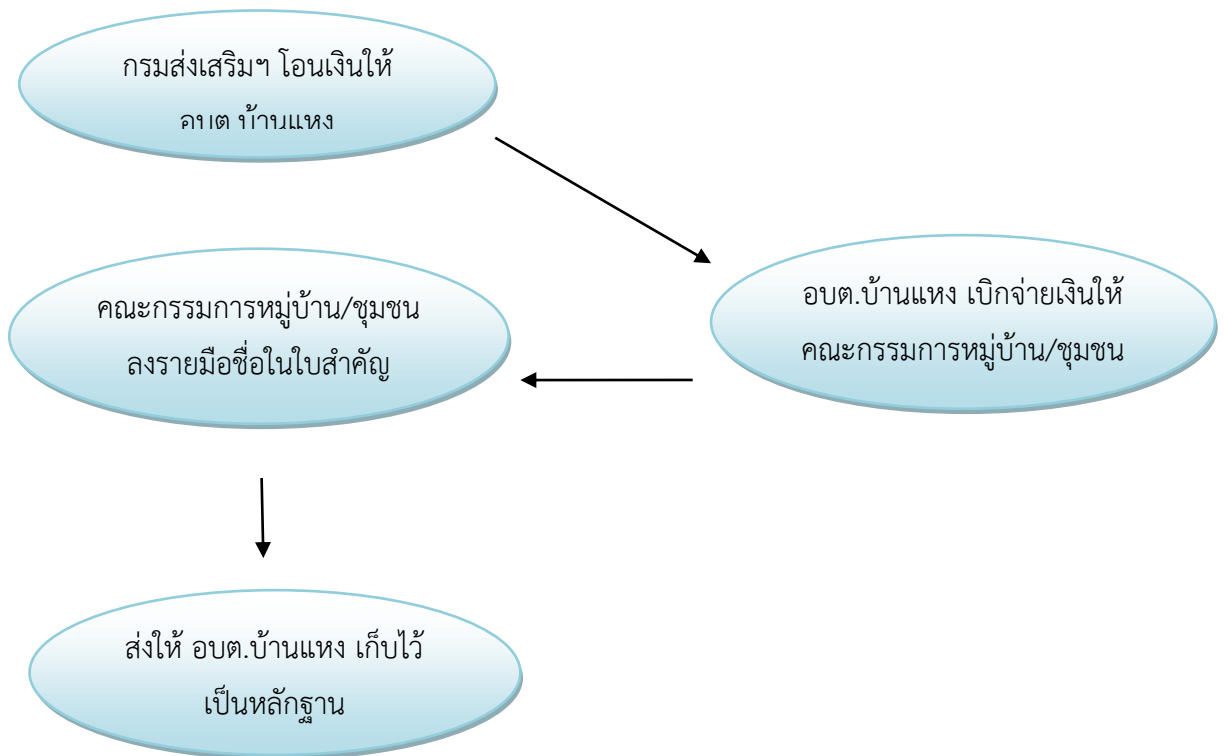 กรมส่งเสริมฯ โอนเงินให้
อบต.บ้านแหง
อบต.บ้านแหง เบิกจ่ายเงินให้
คณะกรรมการหมู่บ้าน/ชุมชน
คณะกรรมการหมู่บ้าน/ชุมชน
ลงรายมือชื่อในใบสำคัญ
ส่งให้ อบต.บ้านแหง เก็บไว้
เป็นหลักฐาน